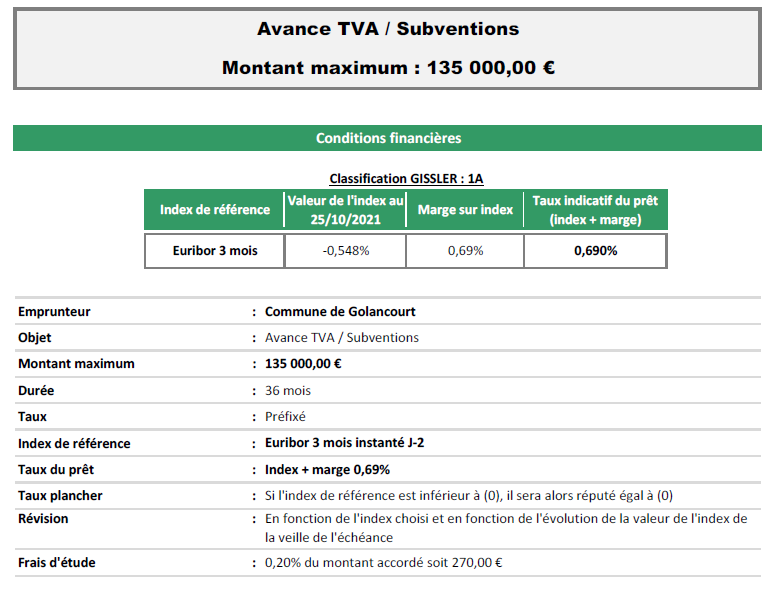 Avance TVA / Subventions
Montant maximum : 135 000,00 €
Conditions financières
Classification GISSLER : 1A
Index de référence
Valeur de l'index au
25/10/2021
Marge sur index
Taux indicatif du prêt
(index + marge)
Euribor 3 mois
-0,548%
0,69%
0,690%
Emprunteur : Commune de Golancourt
Objet : Avance TVA / Subventions
Montant maximum : 135 000,00 €
Durée : 36 mois
Taux : Préfixé
Index de référence : Euribor 3 mois instanté J-2
Taux du prêt : Index + marge 0,69%
Taux plancher : Si l'index de référence est inférieur à (0), il sera alors réputé égal à (0)
Révision : En fonction de l'index choisi et en fonction de l'évolution de la valeur de l'index de
la veille de l'échéance
Frais d'étude : 0,20% du montant accordé soit 270,00 €